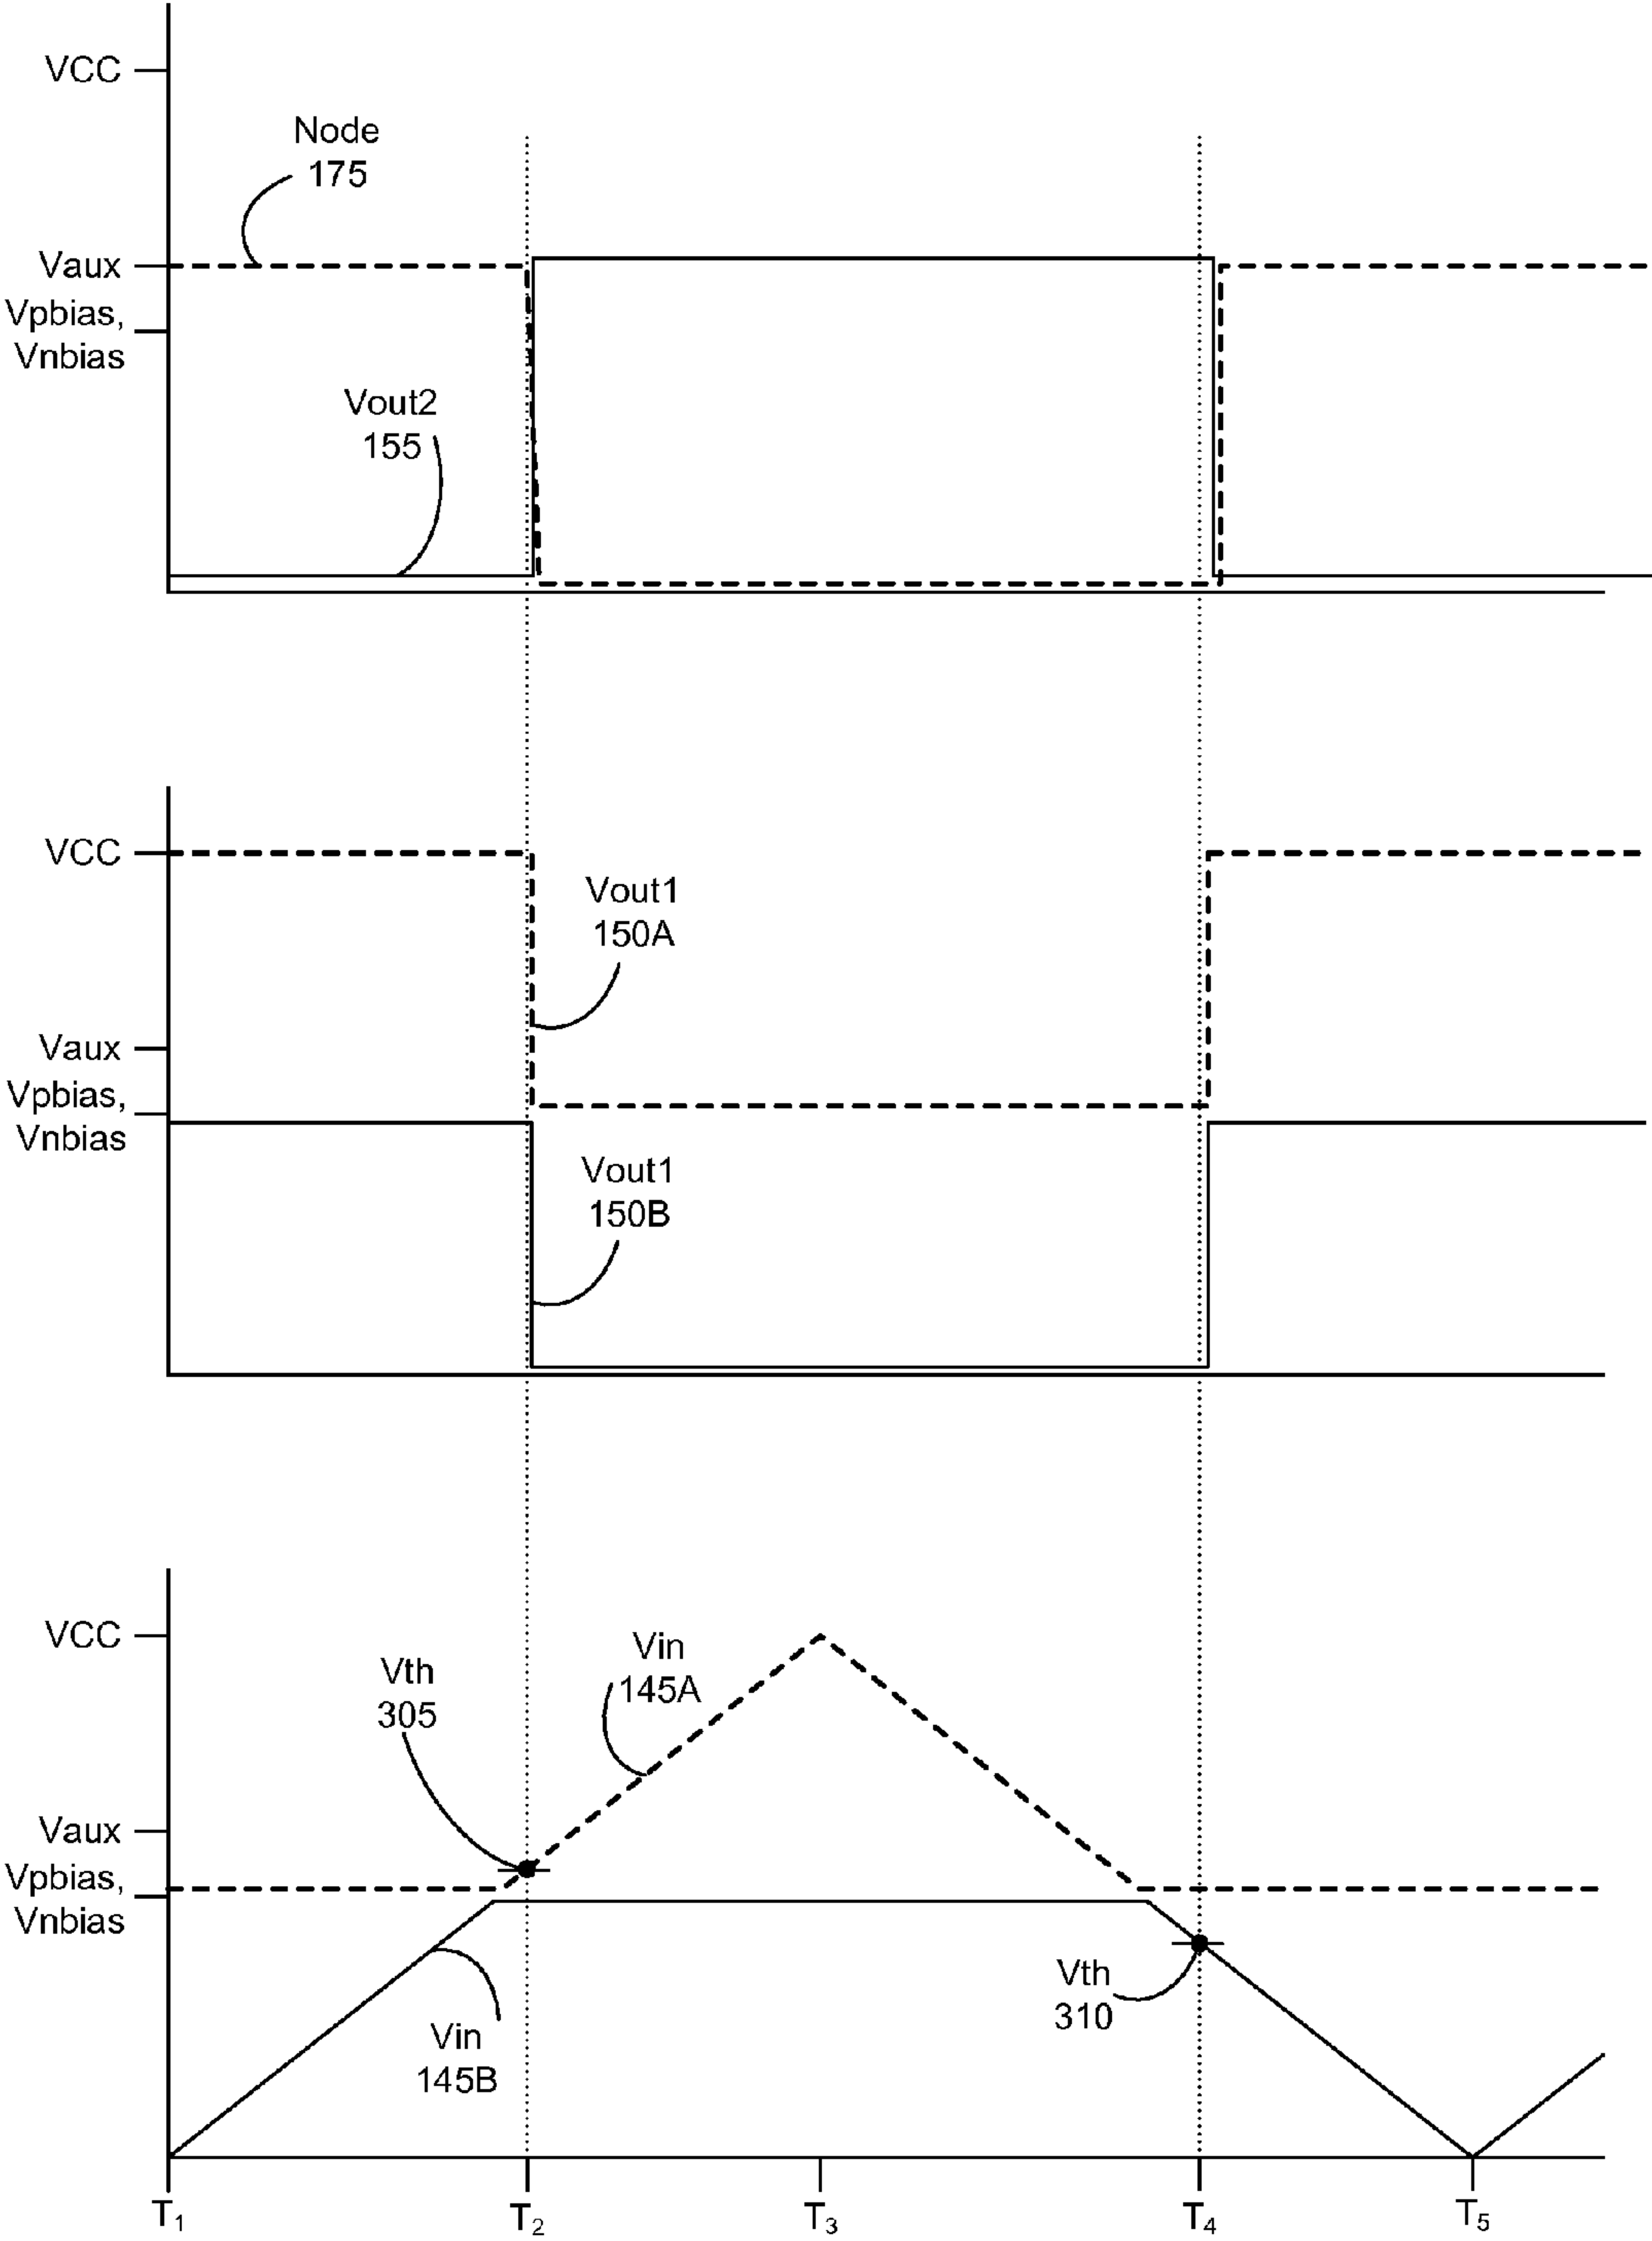 VCC
Node
175
Vaux
Vpbias,
Vnbias
Vout2
155
VCC
Vout1
150A
Vaux
Vpbias,
Vnbias
Vout1
150B
VCC
Vth
305
Vin
145A
Vaux
Vpbias,
Vnbias
Vth
310
Vin
145B
T1 T2 T3 T4 T5